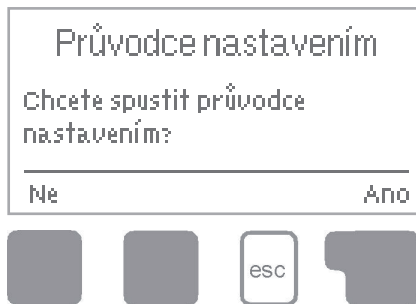 Průvodce nastavením
Chcete spustit průvodce
nastavením?
Ne Ano
esc